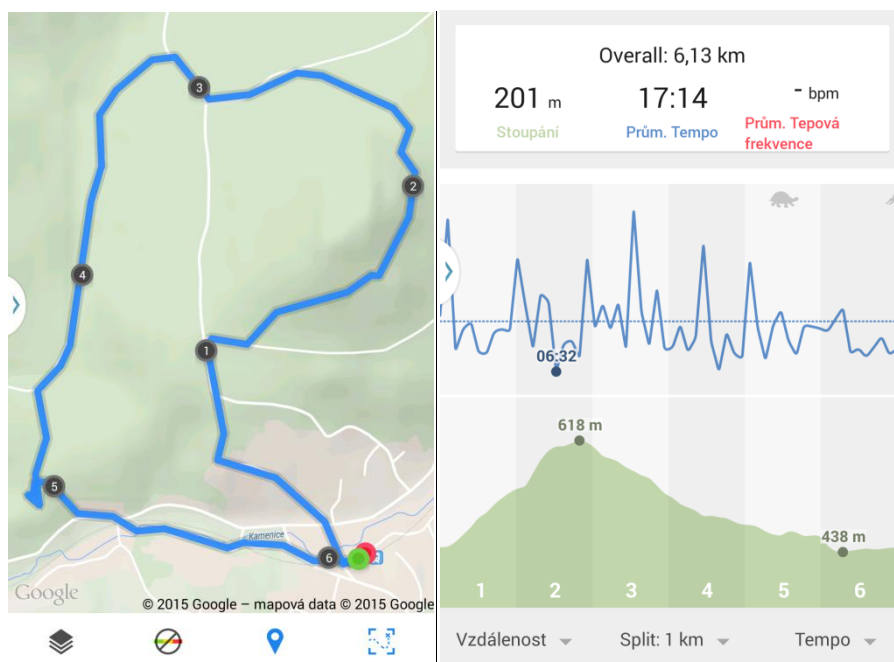 3
2
4
1
5
Kamenice
6
Google
© 2015 Google – mapová data © 2015 Google
Overall: 6,13 km
201 m
17:14
- bpm
Stoupání
Prům. Tempo
Prům. Tepová
frekvence
06:32
618 m
438 m
1 2 3 4 5 6
Vzdálenost
Split: 1 km
Tempo